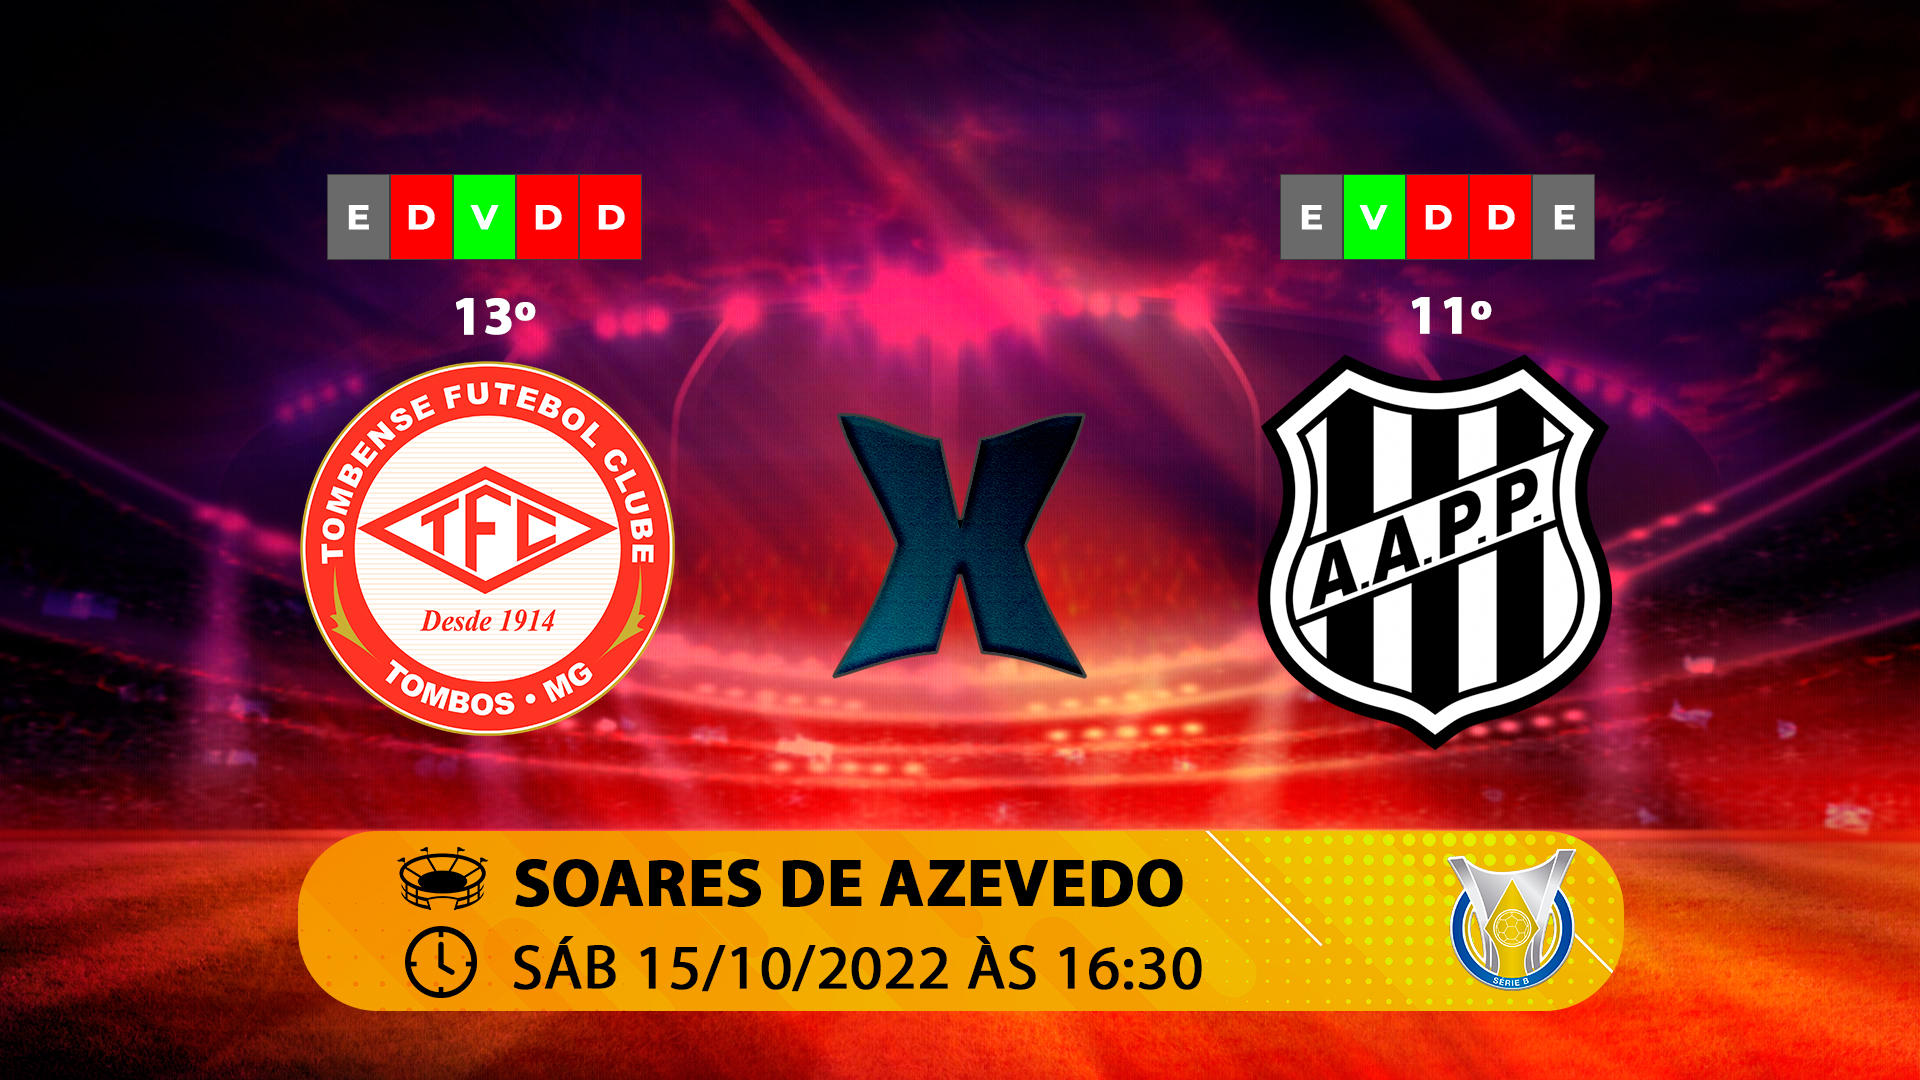 E D V D D
E V D D E
13º
11º
TOMBENSE FUTEBOL CLUBE
TFC
Desde 1914
TOMBOS • MG
X
A.A.P.P.
SOARES DE AZEVEDO
SÁB 15/10/2022 ÀS 16:30
SÉRIE B